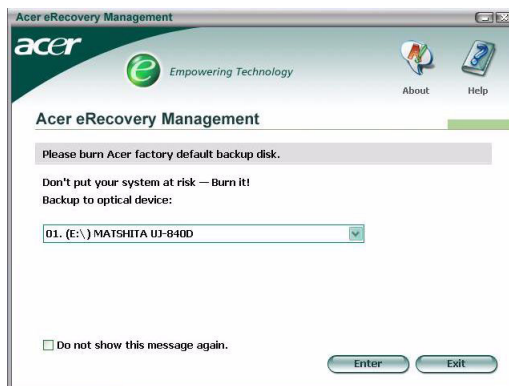 Acer eRecovery Management
acer
e
Empowering Technology
About
Help
Acer eRecovery Management
Please burn Acer factory default backup disk.
Don't put your system at risk — Burn it!
Backup to optical device:
01. (E:\) MATSHITA UJ-840D
Do not show this message again.
Enter
Exit